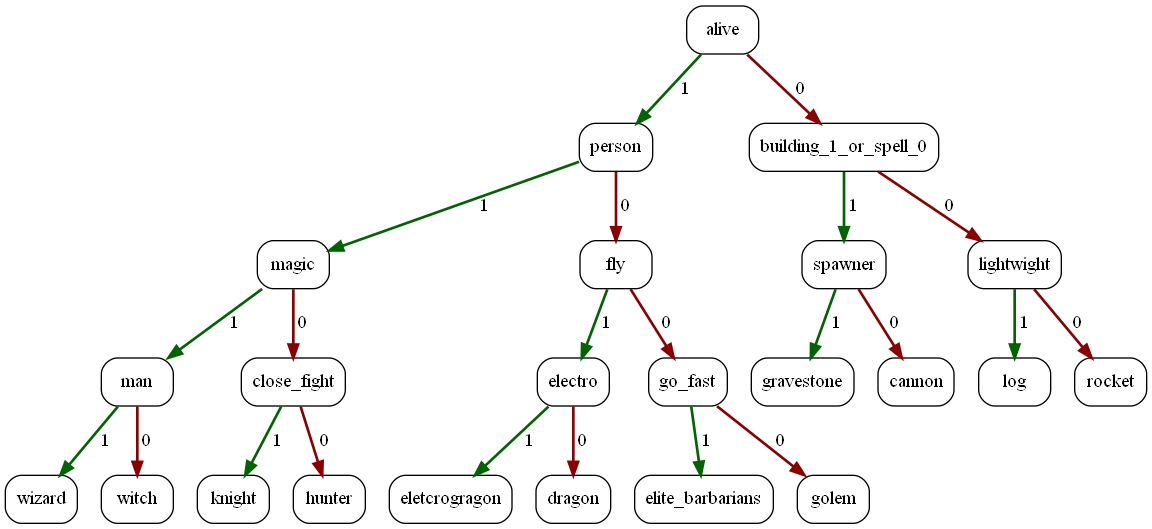 alive
1
0
person
building_1_or_spell_0
1
0
1
0
magic
fly
spawner
lightwight
1
0
1
0
1
0
1
0
man
close_fight
electro
go_fast
gravestone
cannon
log
rocket
1
0
1
0
1
0
1
0
wizard
witch
knight
hunter
eletcrogragon
dragon
elite_barbarians
golem